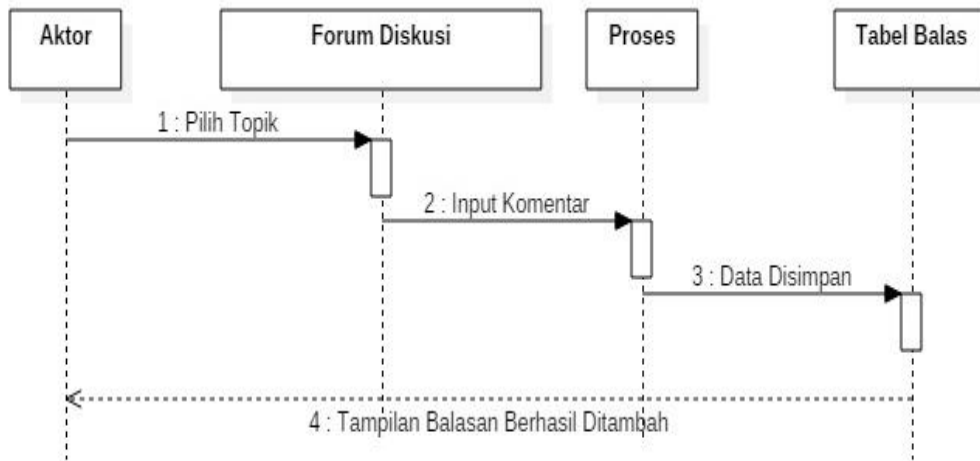 Aktor
Forum Diskusi
Proses
Tabel Balas
1 : Pilih Topik
2 : Input Komentar
3 : Data Disimpan
4 : Tampilan Balasan Berhasil Ditambah